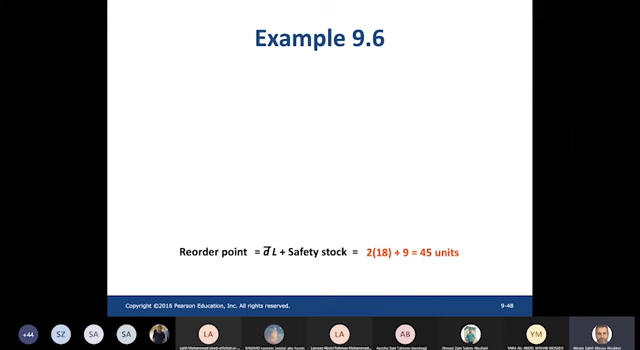 Example 9.6
Reorder point = d̅ L + Safety stock = 2(18) + 9 = 45 units
Copyright ©2016 Pearson Education, Inc. All rights reserved. 9-48
+44 SZ SA SA LA LA AB YM